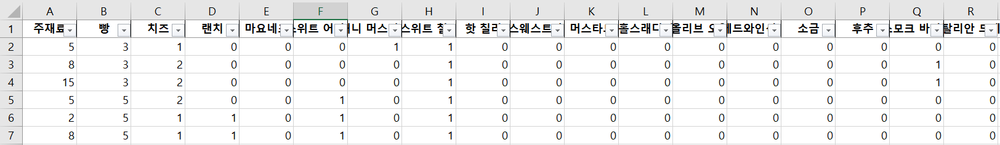 A B C D E F G H I J K L M N O P Q R
1 주재료 빵 치즈 랜치 마요네 스위트 어 머스 스위트 칠 핫 칠리 스웨스트 머스타 홀스래디 올리브 오 레드와인 소금 후추 스모크 바 탈리안 드
2 5 3 1 0 0 0 1 1 0 0 0 0 0 0 0 0 0 0
3 8 3 2 0 0 0 0 1 0 0 0 0 0 0 0 0 1 0
4 15 3 2 0 0 0 0 1 0 0 0 0 0 0 0 0 1 0
5 5 5 2 0 0 1 0 1 0 0 0 0 0 0 0 0 0 0
6 2 5 1 1 0 1 0 1 0 0 0 0 0 0 0 0 0 0
7 8 5 1 1 0 1 0 1 0 0 0 0 0 0 0 0 0 0